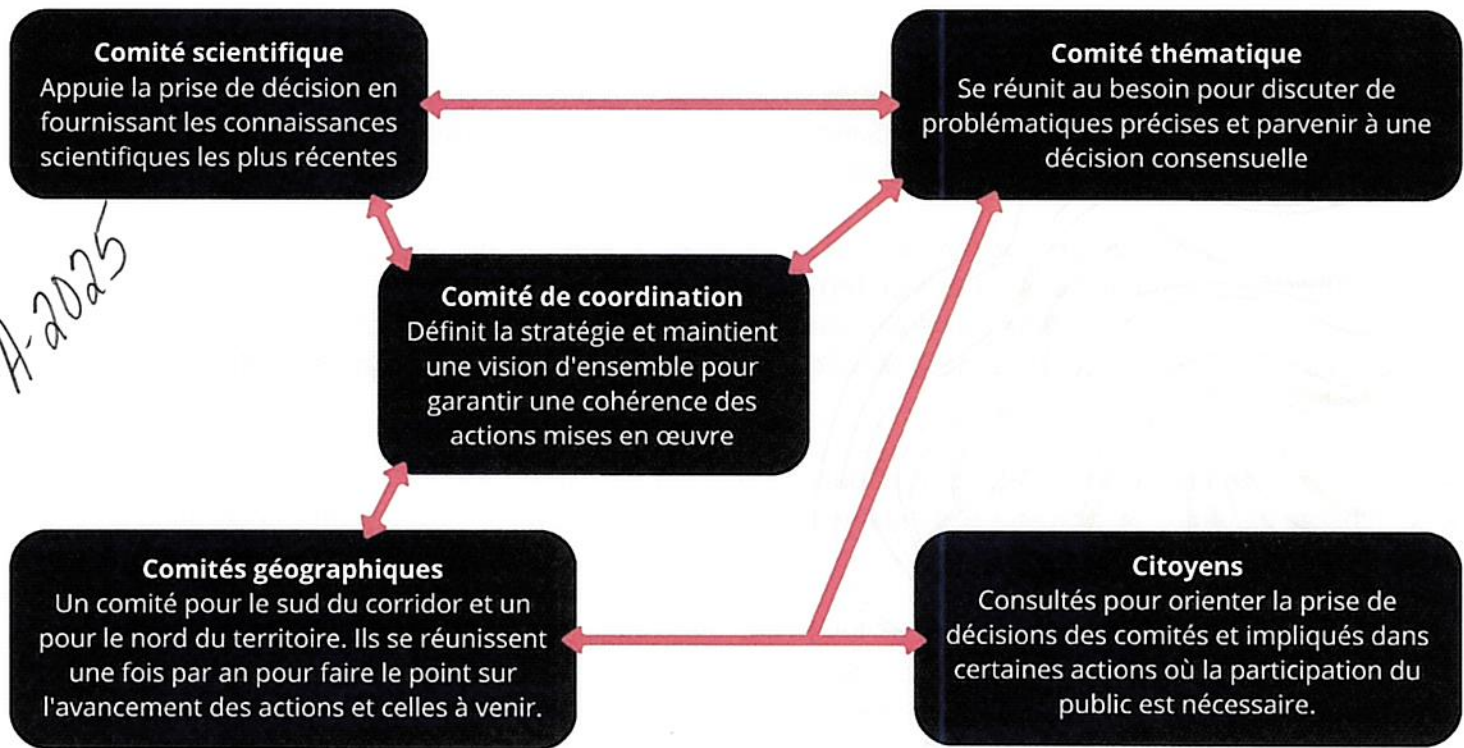 Comité scientifique
Appuie la prise de décision en
fournissant les connaissances
scientifiques les plus récentes
Comité thématique
Se réunit au besoin pour discuter de
problématiques précises et parvenir à une
décision consensuelle
A-2025
Comité de coordination
Définit la stratégie et maintient
une vision d'ensemble pour
garantir une cohérence des
actions mises en œuvre
Comités géographiques
Un comité pour le sud du corridor et un
pour le nord du territoire. Ils se réunissent
une fois par an pour faire le point sur
l'avancement des actions et celles à venir.
Citoyens
Consultés pour orienter la prise de
décisions des comités et impliqués dans
certaines actions où la participation du
public est nécessaire.